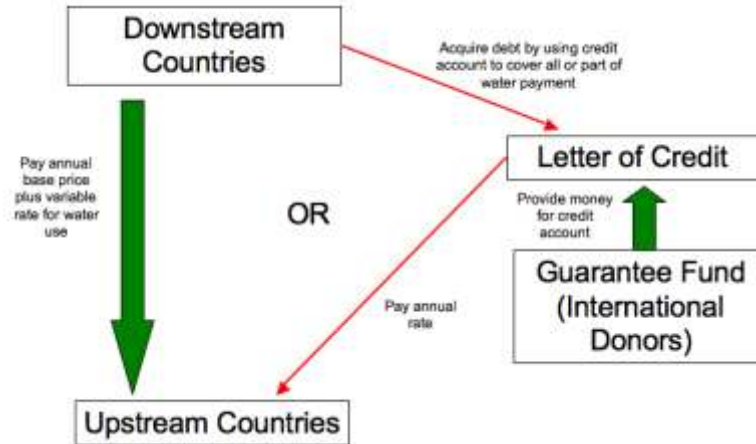 Downstream
Countries
Acquire debt by using credit
account to cover all or part of
water payment
Pay annual
base price
plus variable
rate for water
use
Letter of Credit
OR
Provide money
for credit
account
Guarantee Fund
(International
Donors)
Pay annual
rate
Upstream Countries